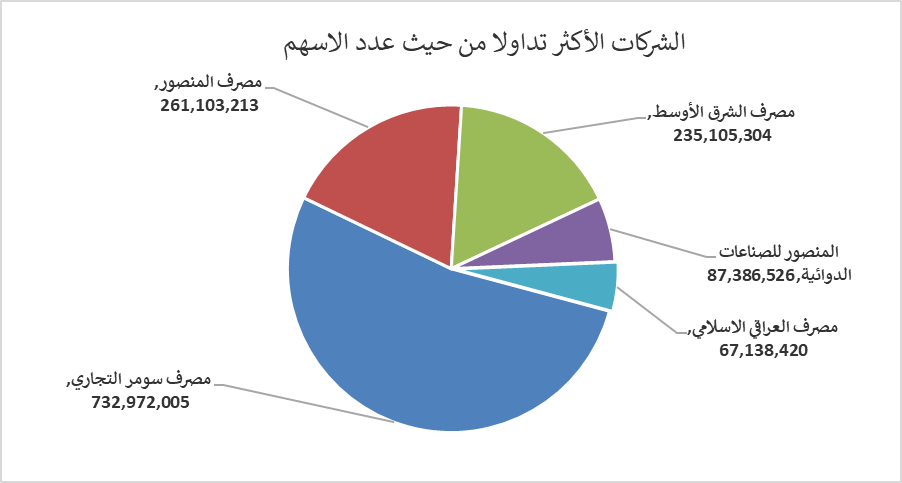 الشركات الأكثر تداولا من حيث عدد الاسهم
مصرف المنصور,
261,103,213
مصرف الشرق الأوسط,
235,105,304
المنصور للصناعات
الدوائية, 87,386,526
مصرف العراقي الاسلامي,
67,138,420
مصرف سومر التجاري,
732,972,005